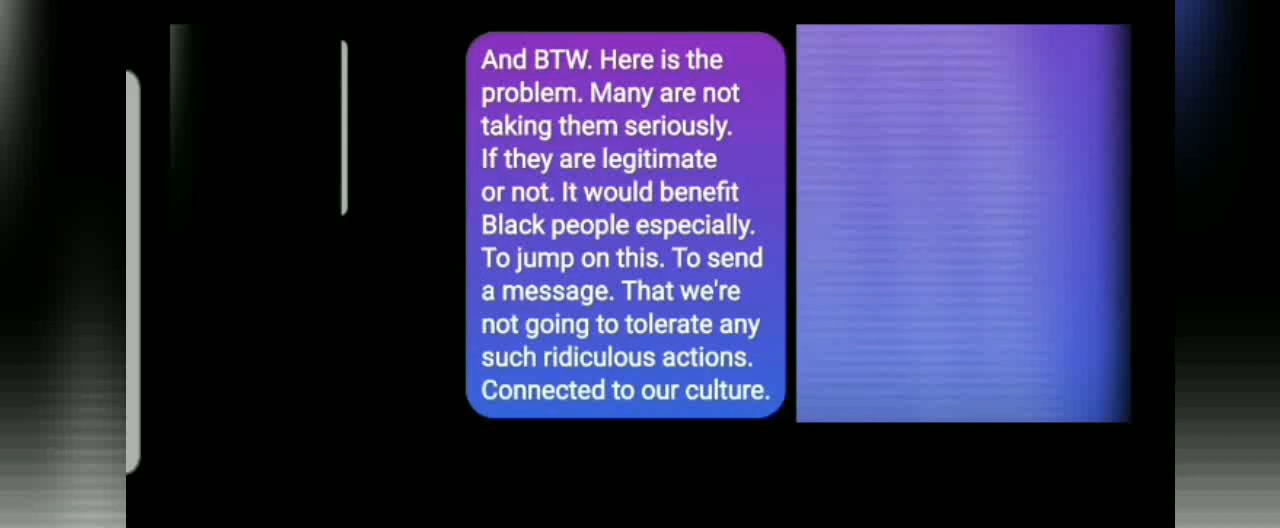 And BTW. Here is the
problem. Many are not
taking them seriously.
If they are legitimate
or not. It would benefit
Black people especially.
To jump on this. To send
a message. That we're
not going to tolerate any
such ridiculous actions.
Connected to our culture.